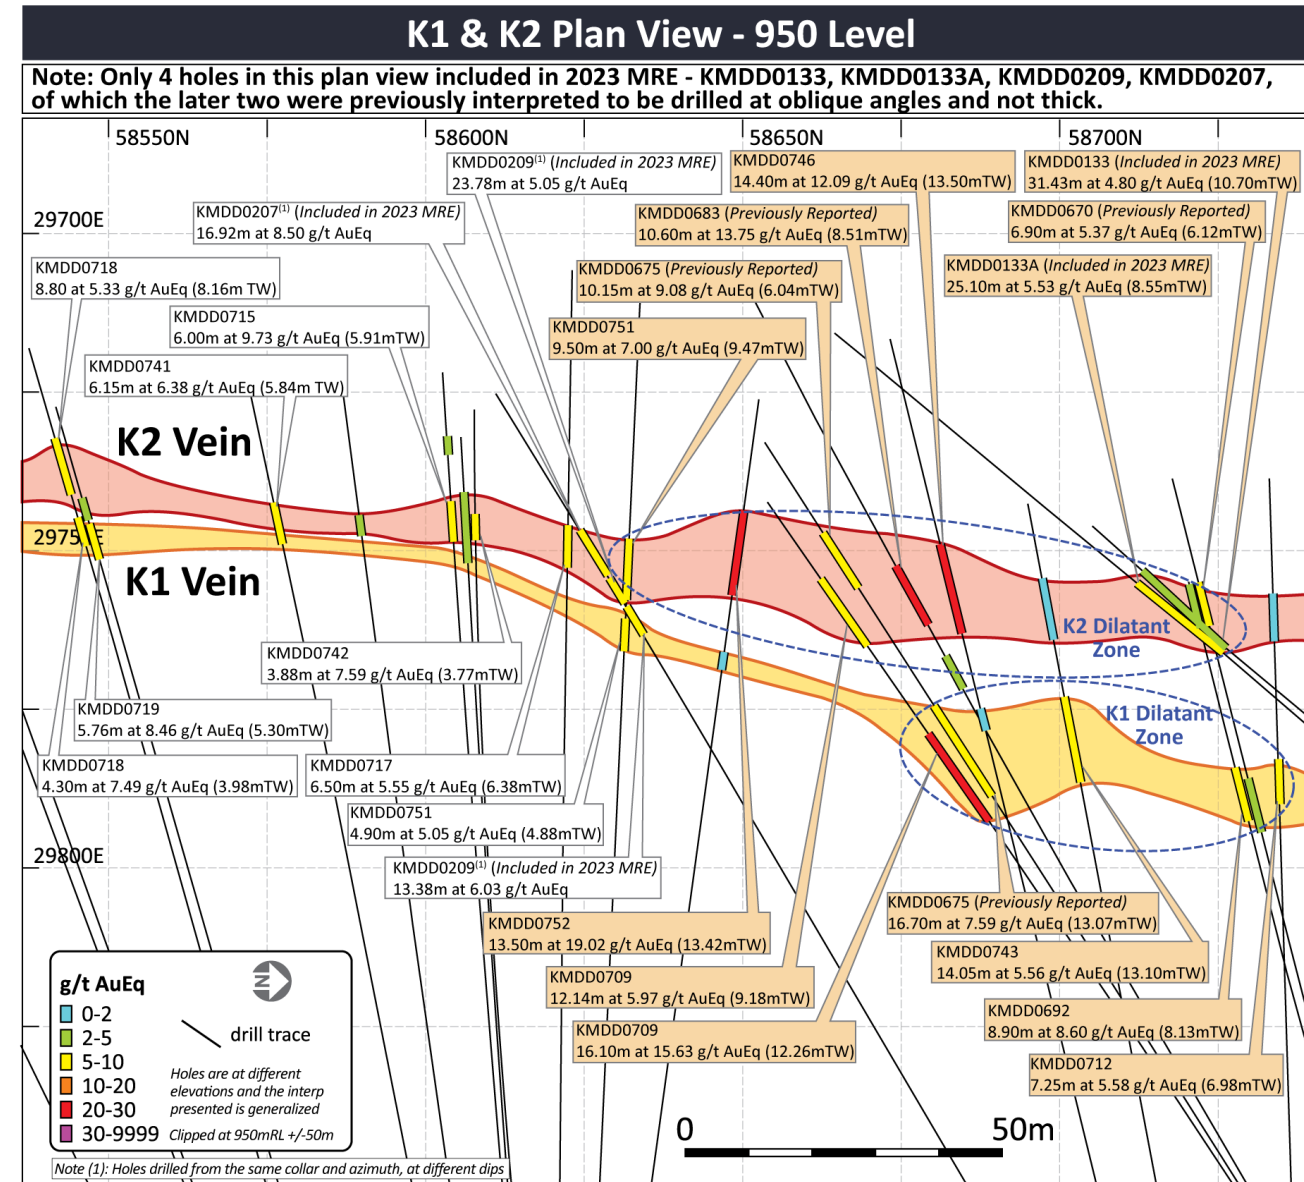 K1 & K2 Plan View - 950 Level
Note: Only 4 holes in this plan view included in 2023 MRE - KMDD0133, KMDD0133A, KMDD0209, KMDD0207,
of which the later two were previously interpreted to be drilled at oblique angles and not thick.
58550N
58600N
58650N
58700N
KMDD0209(1) (Included in 2023 MRE)
23.78m at 5.05 g/t AuEq
KMDD0746
14.40m at 12.09 g/t AuEq (13.50mTW)
KMDD0133 (Included in 2023 MRE)
31.43m at 4.80 g/t AuEq (10.70mTW)
29700E
KMDD0207(1) (Included in 2023 MRE)
16.92m at 8.50 g/t AuEq
KMDD0683 (Previously Reported)
10.60m at 13.75 g/t AuEq (8.51mTW)
KMDD0670 (Previously Reported)
6.90m at 5.37 g/t AuEq (6.12mTW)
KMDD0718
8.80 at 5.33 g/t AuEq (8.16m TW)
KMDD0675 (Previously Reported)
10.15m at 9.08 g/t AuEq (6.04mTW)
KMDD0133A (Included in 2023 MRE)
25.10m at 5.53 g/t AuEq (8.55mTW)
KMDD0715
6.00m at 9.73 g/t AuEq (5.91mTW)
KMDD0751
9.50m at 7.00 g/t AuEq (9.47mTW)
KMDD0741
6.15m at 6.38 g/t AuEq (5.84m TW)
K2 Vein
2975 E
K1 Vein
K2 Dilatant
Zone
KMDD0742
3.88m at 7.59 g/t AuEq (3.77mTW)
KMDD0719
5.76m at 8.46 g/t AuEq (5.30mTW)
K1 Dilatant
Zone
KMDD0718
4.30m at 7.49 g/t AuEq (3.98mTW)
KMDD0717
6.50m at 5.55 g/t AuEq (6.38mTW)
KMDD0751
4.90m at 5.05 g/t AuEq (4.88mTW)
29800E
KMDD0209(1) (Included in 2023 MRE)
13.38m at 6.03 g/t AuEq
KMDD0752
13.50m at 19.02 g/t AuEq (13.42mTW)
KMDD0675 (Previously Reported)
16.70m at 7.59 g/t AuEq (13.07mTW)
KMDD0743
14.05m at 5.56 g/t AuEq (13.10mTW)
KMDD0709
12.14m at 5.97 g/t AuEq (9.18mTW)
KMDD0692
8.90m at 8.60 g/t AuEq (8.13mTW)
KMDD0709
16.10m at 15.63 g/t AuEq (12.26mTW)
KMDD0712
7.25m at 5.58 g/t AuEq (6.98mTW)
g/t AuEq
N
0-2
2-5
5-10
10-20
20-30
30-9999
drill trace
Holes are at different
elevations and the interp
presented is generalized
Clipped at 950mRL +/-50m
0 50m
Note (1): Holes drilled from the same collar and azimuth, at different dips